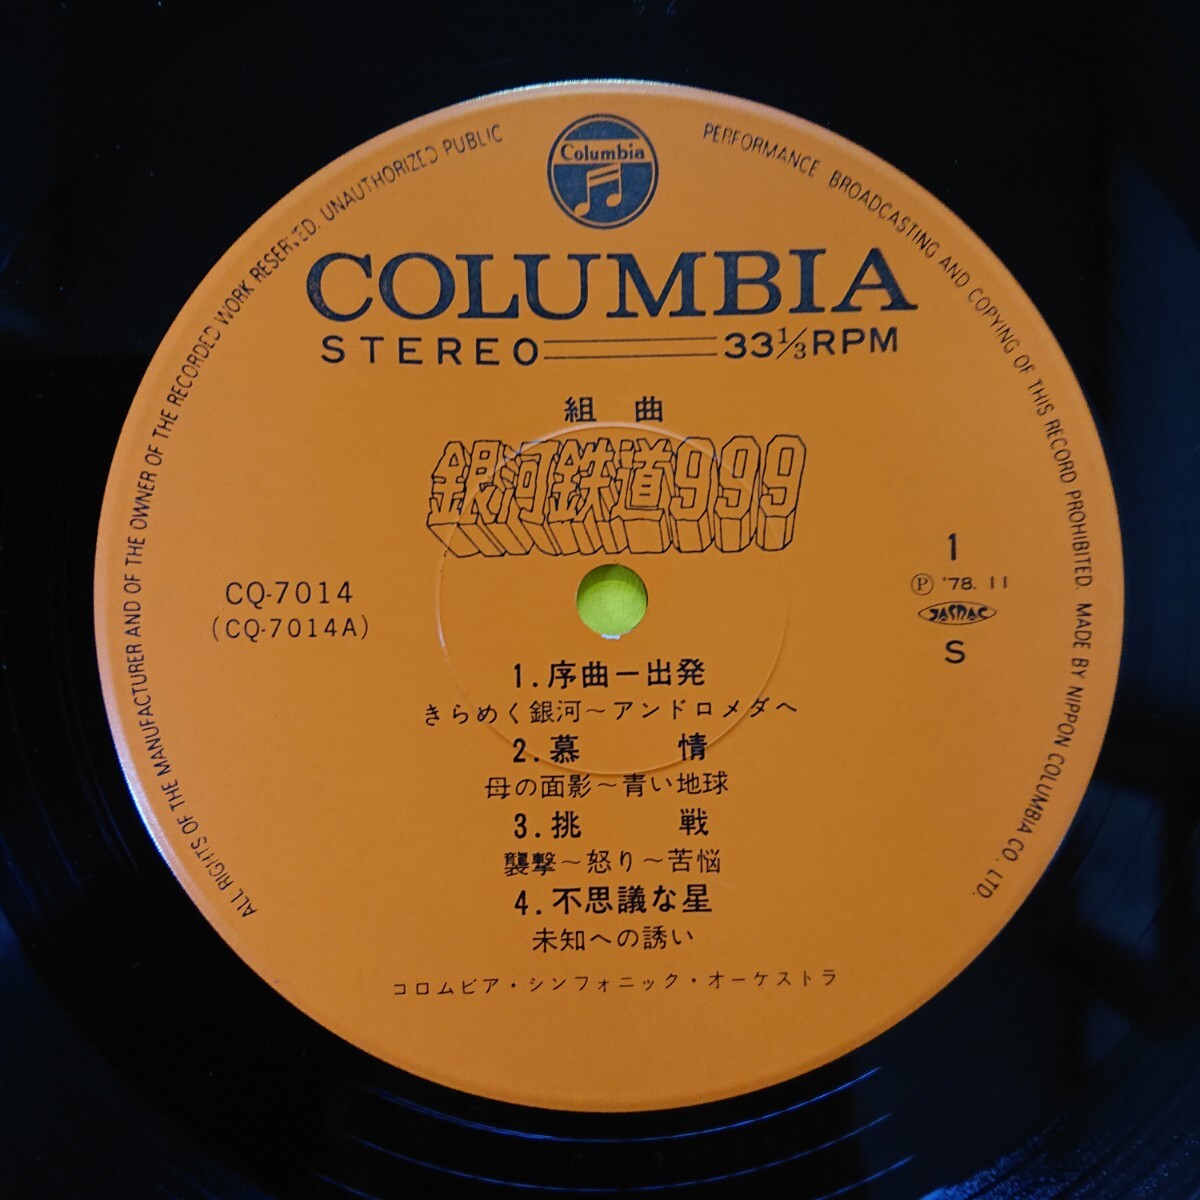 Columbia
COLUMBIA
STEREO 33 1/3 RPM
組曲
銀河鉄道999
CQ-7014
(CQ-7014A)
1
Ⓟ '78. 11
JASRAC
S
1. 序曲ー出発
きらめく銀河～アンドロメダへ
2. 慕情
母の面影～青い地球
3. 挑戦
襲撃～怒り～苦悩
4. 不思議な星
未知への誘い
コロムビア・シンフォニック・オーケストラ
ALL RIGHTS OF THE MANUFACTURER AND OF THE OWNER OF THE RECORDED WORK RESERVED. UNAUTHORIZED PUBLIC PERFORMANCE BROADCASTING AND COPYING OF THIS RECORD PROHIBITED. MADE BY NIPPON COLUMBIA CO., LTD.